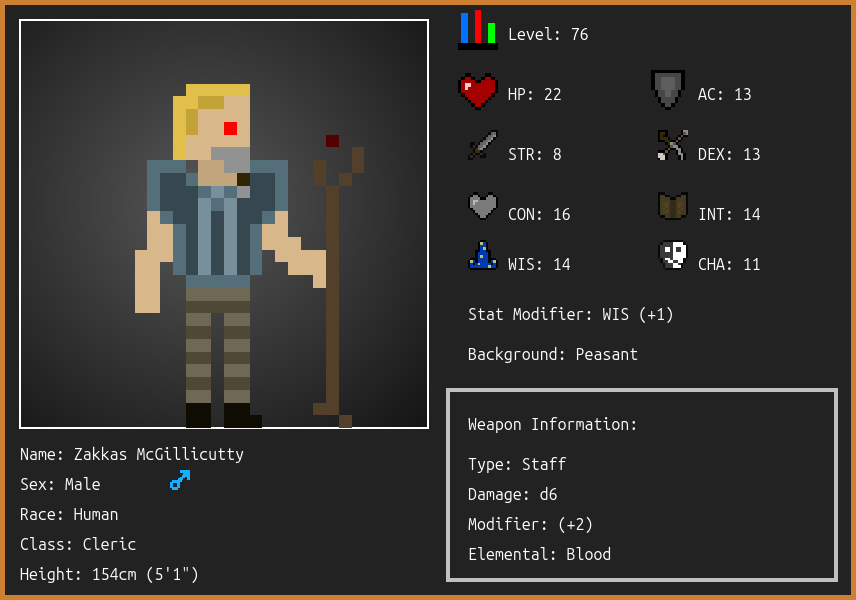 Level: 76
HP: 22
AC: 13
STR: 8
DEX: 13
CON: 16
INT: 14
WIS: 14
CHA: 11
Stat Modifier: WIS (+1)
Background: Peasant
Weapon Information:
Type: Staff
Damage: d6
Modifier: (+2)
Elemental: Blood
Name: Zakkas McGillicutty
Sex: Male
Race: Human
Class: Cleric
Height: 154cm (5'1")